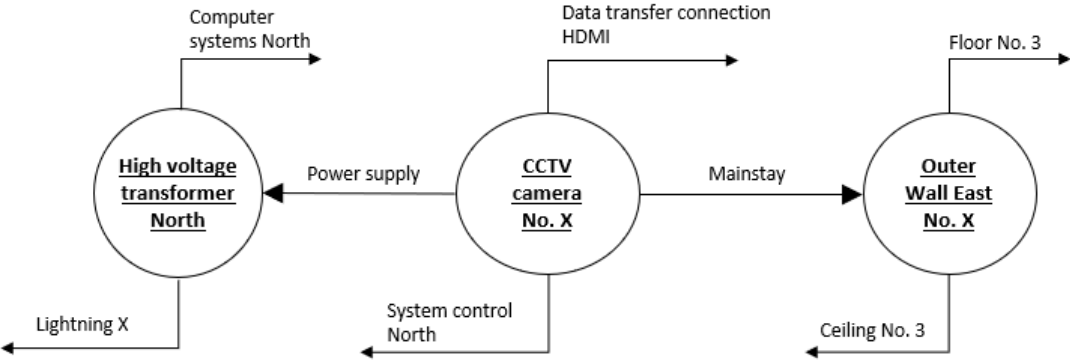 Computer
systems North
Data transfer connection
HDMI
Floor No. 3
High voltage
transformer
North
Power supply
CCTV
camera
No. X
Mainstay
Outer
Wall East
No. X
Lightning X
System control
North
Ceiling No. 3